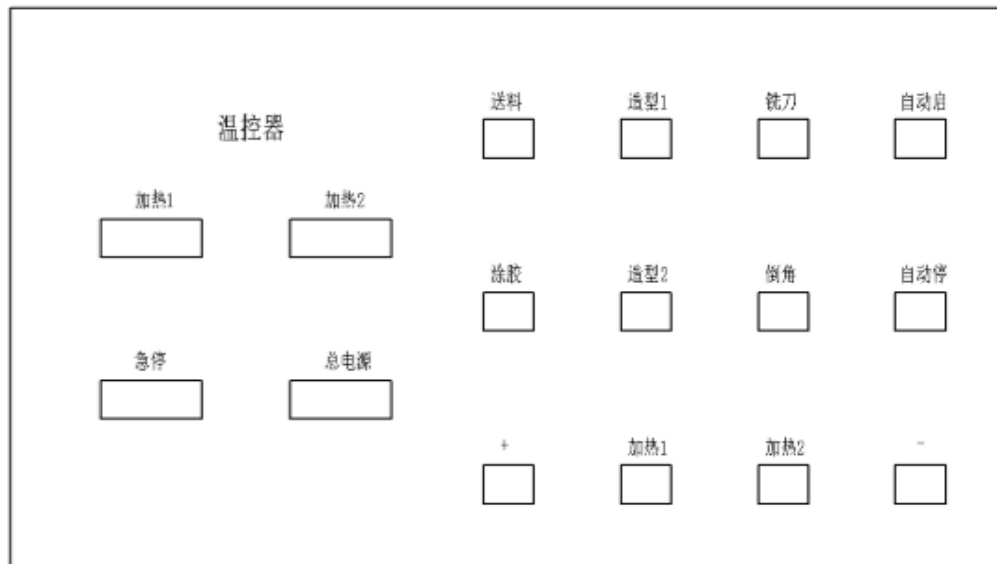 温控器
加热1 加热2
急停 总电源
送料 造型1 铣刀 自动启
涂胶 造型2 倒角 自动停
+ 加热1 加热2 -